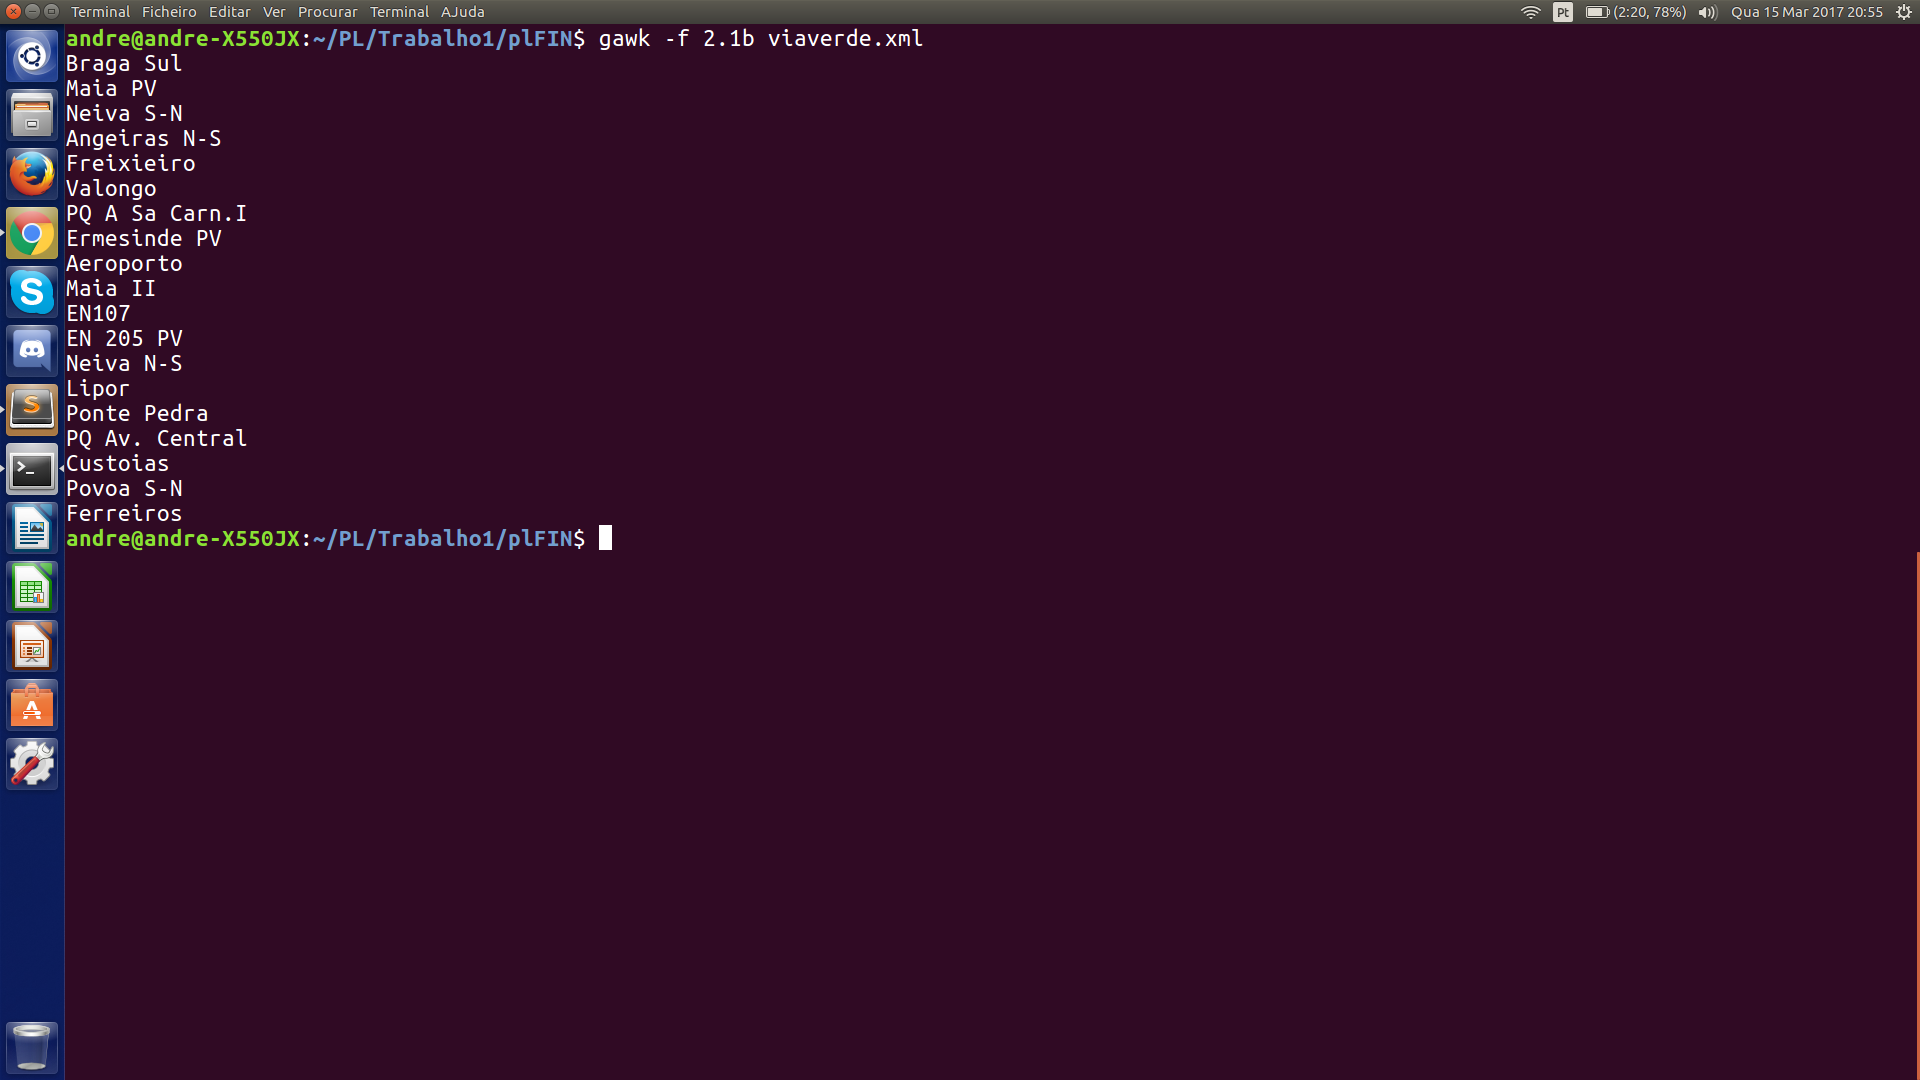 Terminal Ficheiro Editar Ver Procurar Terminal AJuda Pt (2:20, 78%) Qua 15 Mar 2017 20:55
andre@andre-X550JX:~/PL/Trabalho1/plFIN$ gawk -f 2.1b viaverde.xml
Braga Sul
Maia PV
Neiva S-N
Angeiras N-S
Freixieiro
Valongo
PQ A Sa Carn.I
Ermesinde PV
Aeroporto
Maia II
EN107
EN 205 PV
Neiva N-S
Lipor
Ponte Pedra
PQ Av. Central
Custoias
Povoa S-N
Ferreiros
andre@andre-X550JX:~/PL/Trabalho1/plFIN$